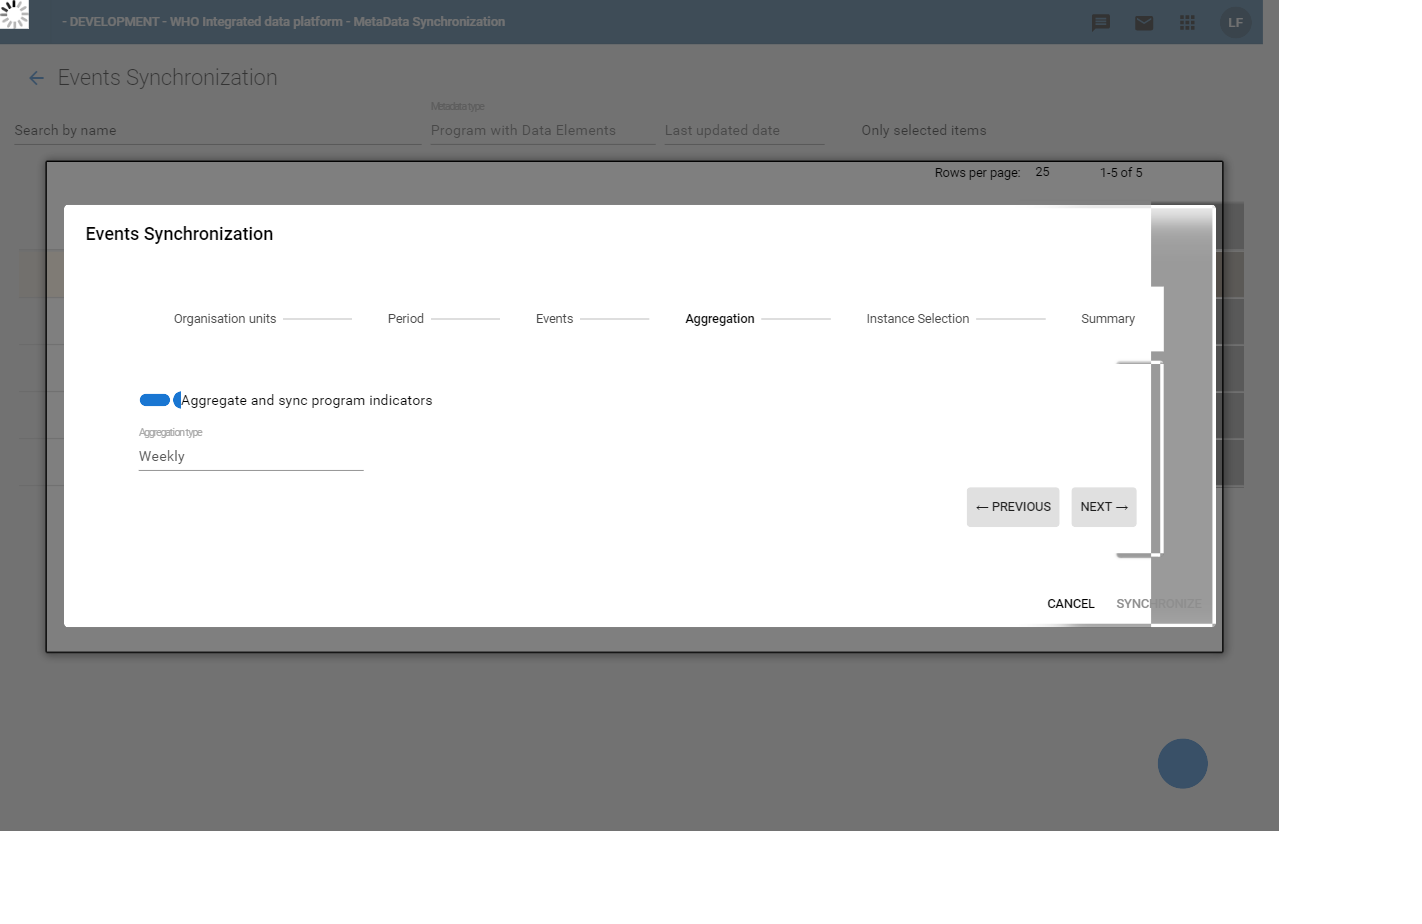 - DEVELOPMENT - WHO Integrated data platform - MetaData Synchronization
LF
Events Synchronization
Metadata type
Search by name
Program with Data Elements
Last updated date
Only selected items
Rows per page: 25 1-5 of 5
Events Synchronization
Organisation units
Period
Events
Aggregation
Instance Selection
Summary
Aggregate and sync program indicators
Aggregation type
Weekly
← PREVIOUS
NEXT →
CANCEL
SYNCHRONIZE